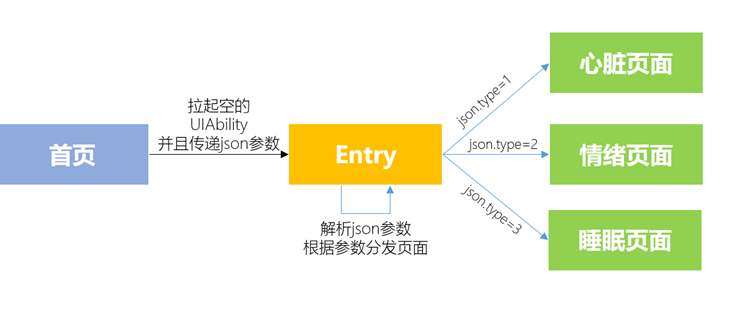 首页
拉起空的
UIAbility
并且传递json参数
Entry
解析json参数
根据参数分发页面
json.type=1
json.type=2
json.type=3
心脏页面
情绪页面
睡眠页面